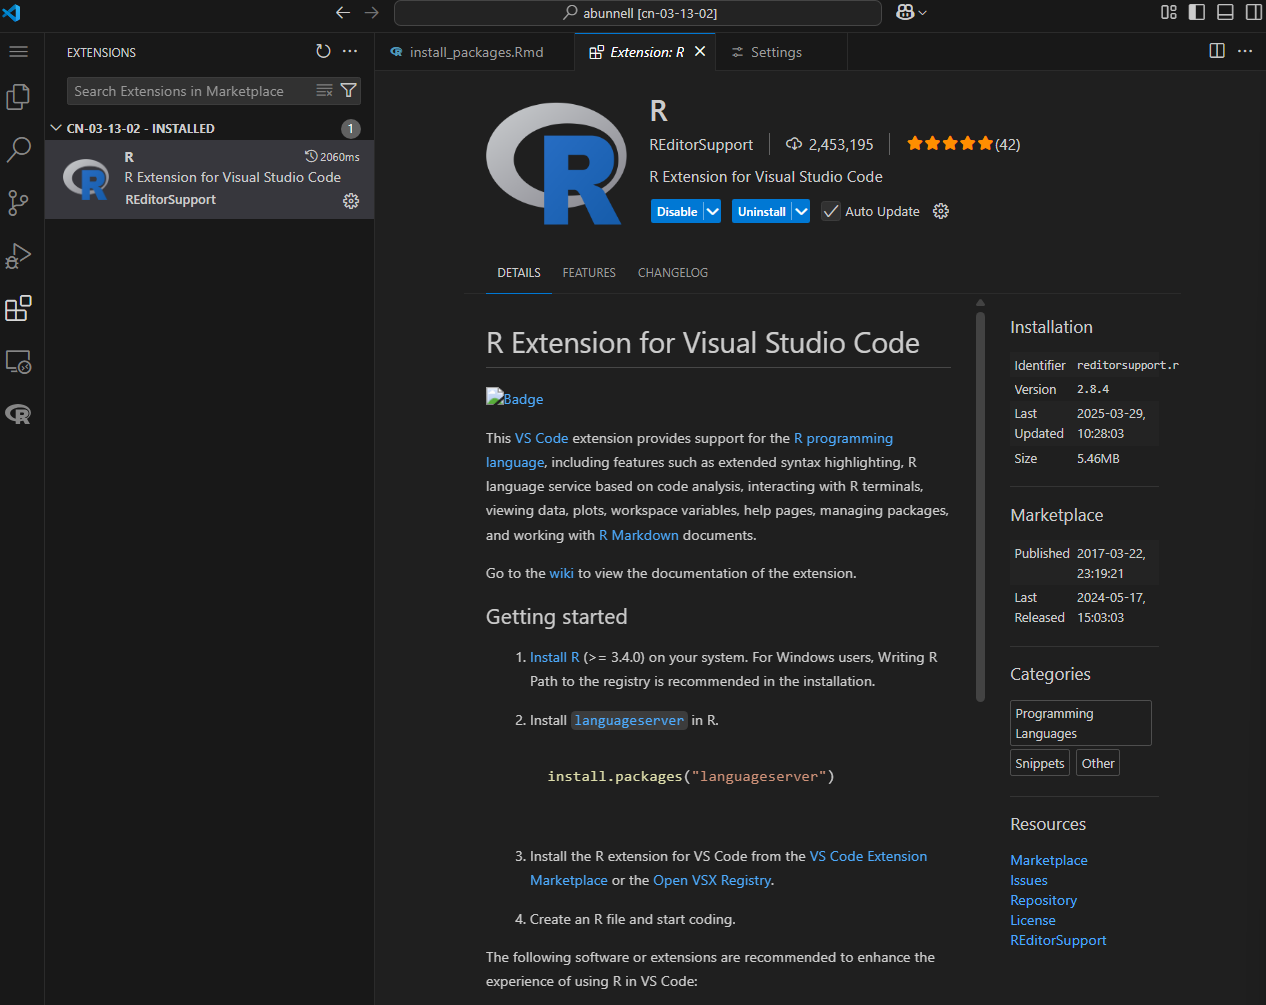 abunnell [cn-03-13-02]
EXTENSIONS
Search Extensions in Marketplace
CN-03-13-02 - INSTALLED
1
R
2060ms
R Extension for Visual Studio Code
REditorSupport
install_packages.Rmd
Extension: R
Settings
R
REditorSupport
2,453,195
(42)
R Extension for Visual Studio Code
Disable
Uninstall
Auto Update
DETAILS
FEATURES
CHANGELOG
R Extension for Visual Studio Code
Badge
This VS Code extension provides support for the R programming
language, including features such as extended syntax highlighting, R
language service based on code analysis, interacting with R terminals,
viewing data, plots, workspace variables, help pages, managing packages,
and working with R Markdown documents.
Go to the wiki to view the documentation of the extension.
Getting started
1. Install R (>= 3.4.0) on your system. For Windows users, Writing R
Path to the registry is recommended in the installation.
2. Install languageserver in R.
install.packages("languageserver")
3. Install the R extension for VS Code from the VS Code Extension
Marketplace or the Open VSX Registry.
4. Create an R file and start coding.
The following software or extensions are recommended to enhance the
experience of using R in VS Code:
Installation
Identifier reditorsupport.r
Version 2.8.4
Last 2025-03-29,
Updated 10:28:03
Size 5.46MB
Marketplace
Published 2017-03-22,
23:19:21
Last 2024-05-17,
Released 15:03:03
Categories
Programming
Languages
Snippets
Other
Resources
Marketplace
Issues
Repository
License
REditorSupport